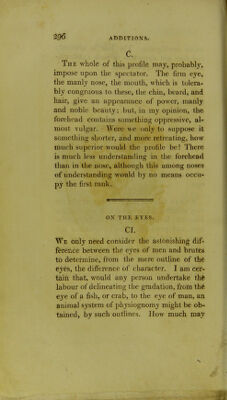 296 ADDITIONS.
C.
THE whole of this profile may, probably,
impose upon the spectator. The firm eye,
the manly nose, the mouth, which is tolera-
bly congruous to these, the chin, beard, and
hair, give an appearance of power, manly
and noble beauty; but, in my opinion, the
forehead contains something oppressive, al-
most vulgar. Were we only to suppose it
something shorter, and more retreating, how
much superior would the profile be! There
is much less understanding in the forehead
than in the nose, although this among noses
of understanding would by no means occu-
py the first rank.
ON THE EYES.
CI.
WE only need consider the astonishing dif-
ference between the eyes of men and brutes
to determine, from the mere outline of the
eyes, the difference of character. I am cer-
tain that, would any person undertake the
labour of delineating the gradation, from the
eye of a fish, or crab, to the eye of man, an
animal system of physiognomy might be ob-
tained, by such outlines. How much may